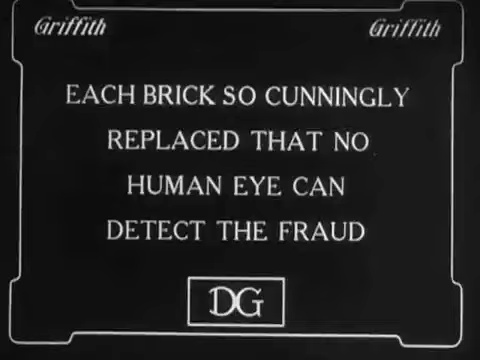 Griffith Griffith
EACH BRICK SO CUNNINGLY
REPLACED THAT NO
HUMAN EYE CAN
DETECT THE FRAUD
DG